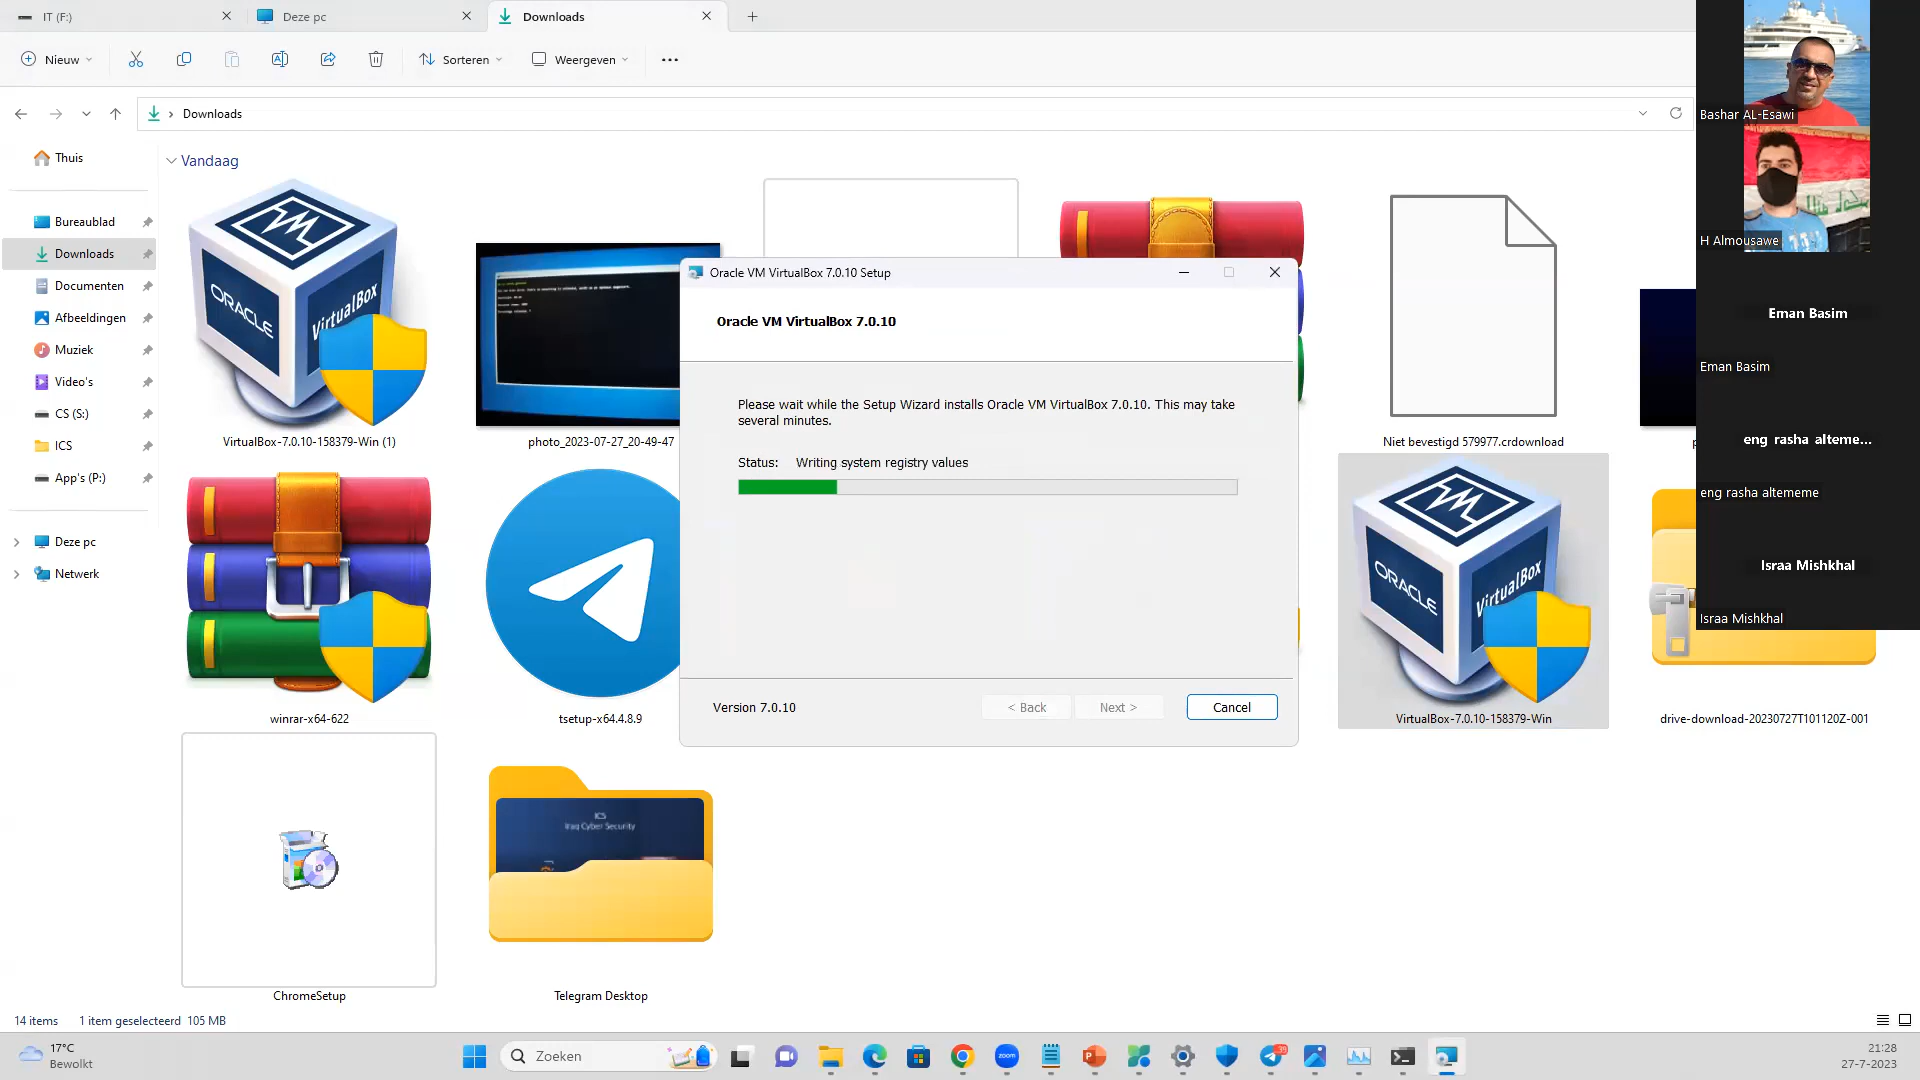 IT (F:)
Deze pc
Downloads
Nieuw
Sorteren
Weergeven
Downloads
Thuis
Bureaublad
Downloads
Documenten
Afbeeldingen
Muziek
Video's
CS (S:)
ICS
App's (P:)
Deze pc
Netwerk
Vandaag
ORACLE
VirtualBox
VirtualBox-7.0.10-158379-Win (1)
photo_2023-07-27_20-49-47
Niet bevestigd 579977.crdownload
winrar-x64-622
tsetup-x64.4.8.9
ORACLE
VirtualBox
VirtualBox-7.0.10-158379-Win
drive-download-20230727T101120Z-001
ChromeSetup
ICS
Iraq Cyber Security
Telegram Desktop
Oracle VM VirtualBox 7.0.10 Setup
Oracle VM VirtualBox 7.0.10
Please wait while the Setup Wizard installs Oracle VM VirtualBox 7.0.10. This may take
several minutes.
Status: Writing system registry values
Version 7.0.10
< Back
Next >
Cancel
Bashar AL-Esawi
H Almousawe
Eman Basim
Eman Basim
eng rasha alteme...
eng rasha altememe
Israa Mishkhal
Israa Mishkhal
14 items 1 item geselecteerd 105 MB
17°C
Bewolkt
Zoeken
zoom
39
21:28
27-7-2023